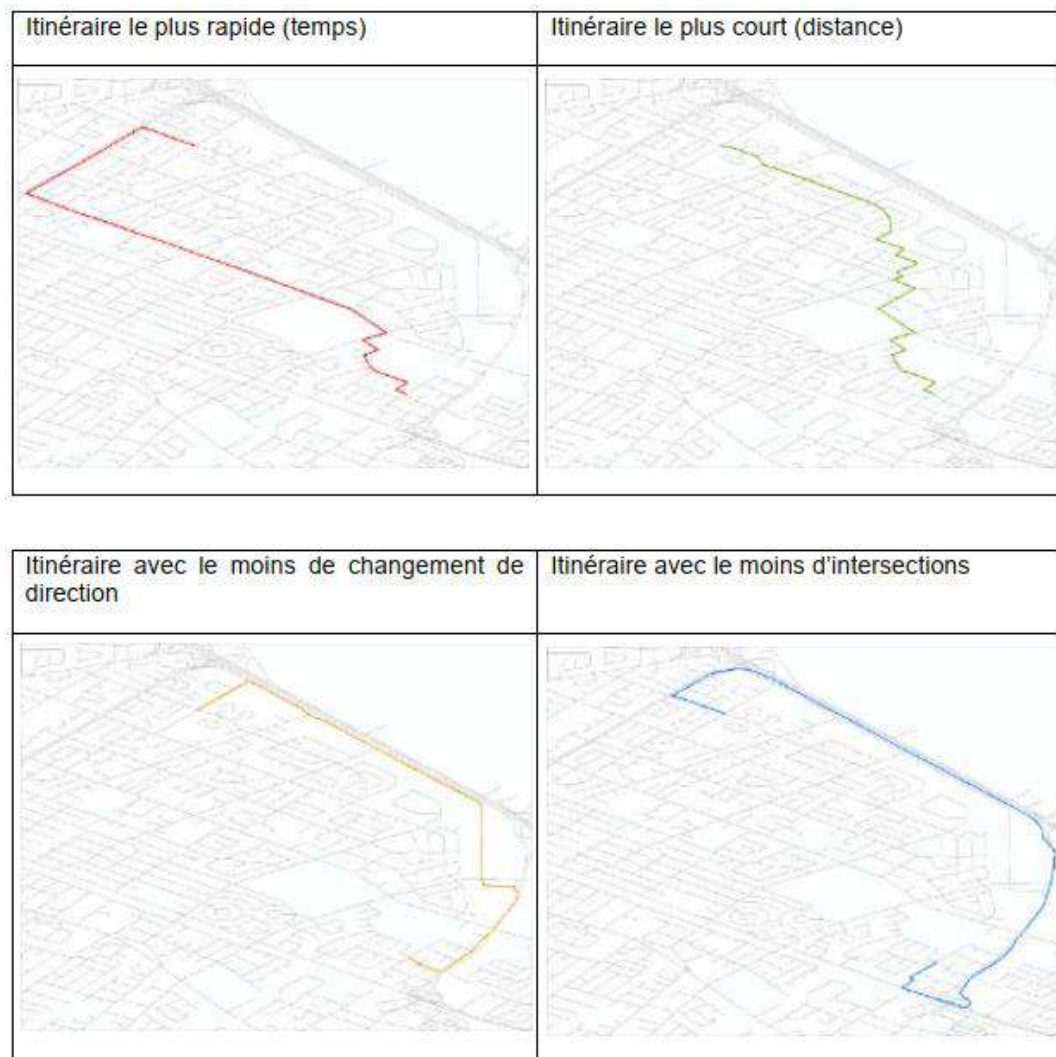 Itinéraire le plus rapide (temps)
Itinéraire le plus court (distance)
Itinéraire avec le moins de changement de
direction
Itinéraire avec le moins d'intersections